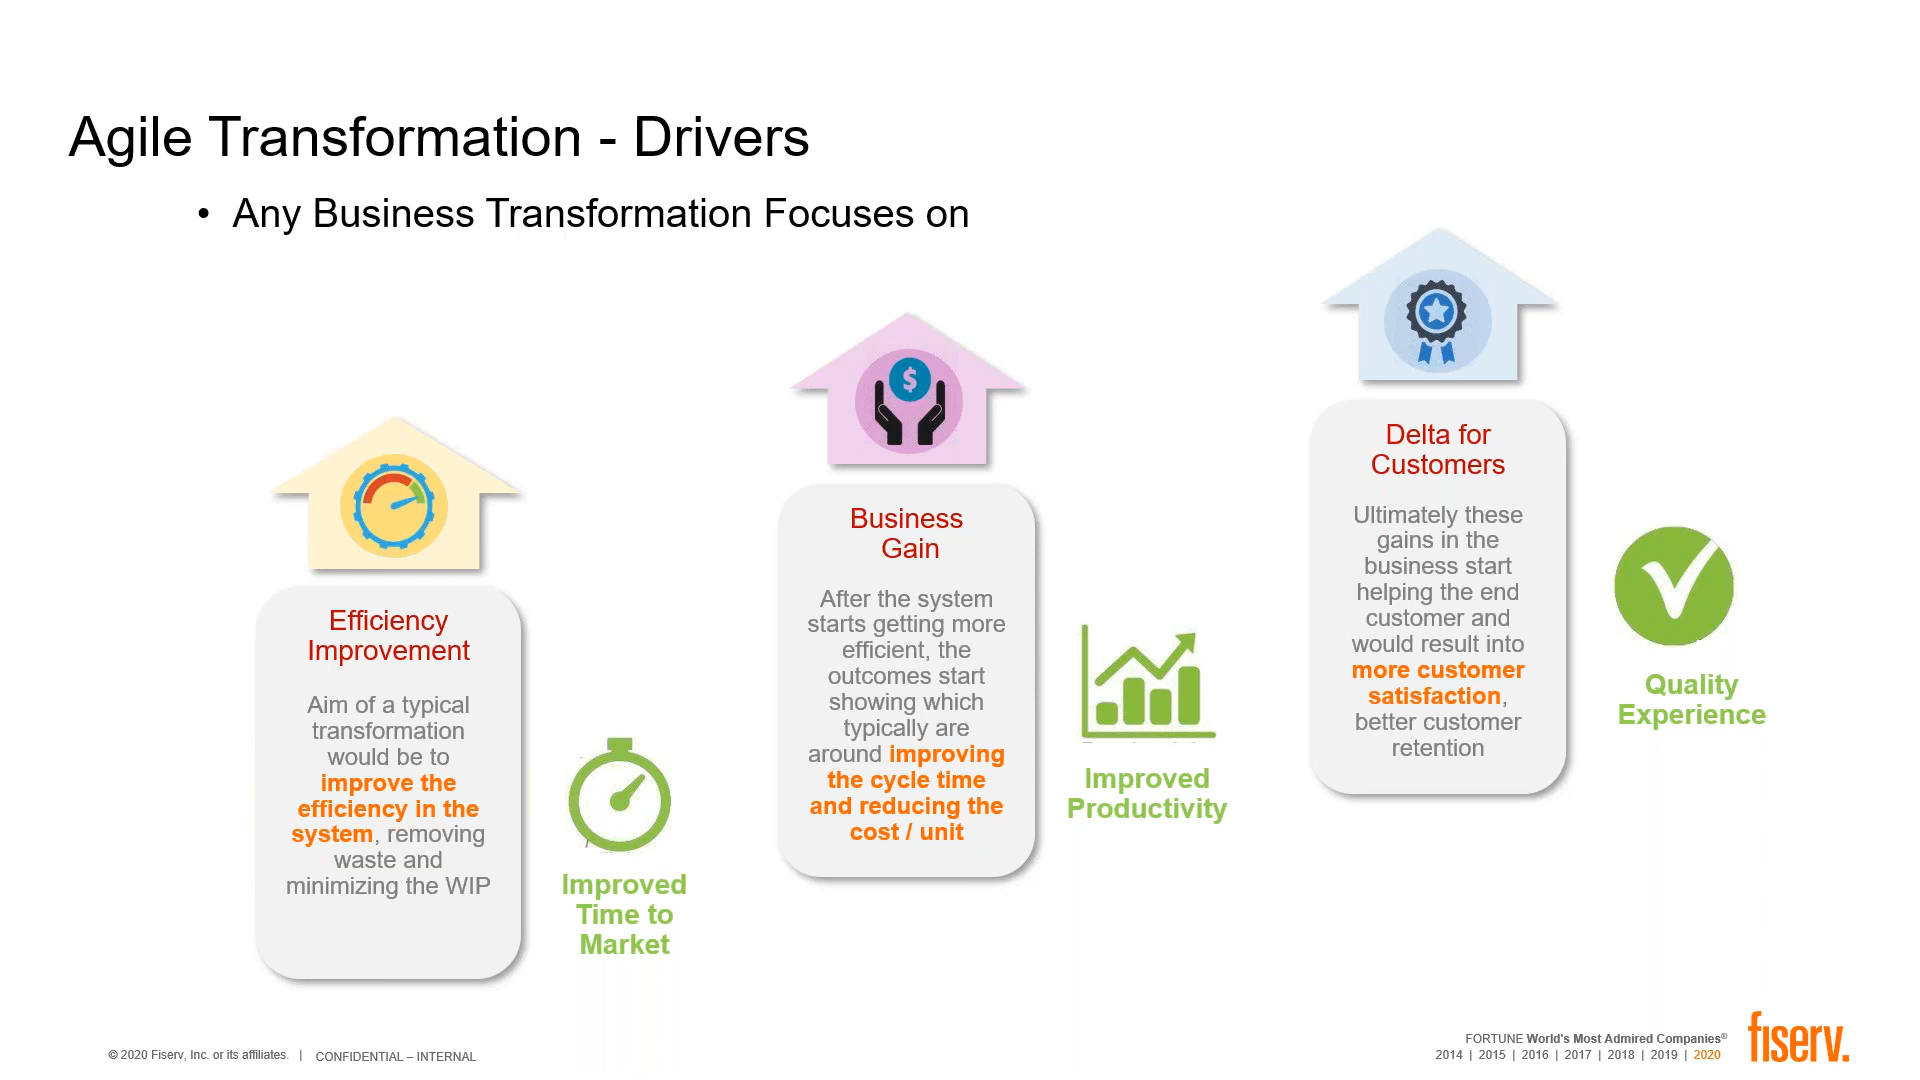 Agile Transformation - Drivers
• Any Business Transformation Focuses on
Efficiency
Improvement
Aim of a typical
transformation
would be to
improve the
efficiency in the
system, removing
waste and
minimizing the WIP
Improved
Time to
Market
$
Business
Gain
After the system
starts getting more
efficient, the
outcomes start
showing which
typically are
around improving
the cycle time
and reducing the
cost / unit
Improved
Productivity
Delta for
Customers
Ultimately these
gains in the
business start
helping the end
customer and
would result into
more customer
satisfaction,
better customer
retention
Quality
Experience
© 2020 Fiserv, Inc. or its affiliates. | CONFIDENTIAL – INTERNAL
FORTUNE World's Most Admired Companies®
2014 | 2015 | 2016 | 2017 | 2018 | 2019 | 2020
fiserv.